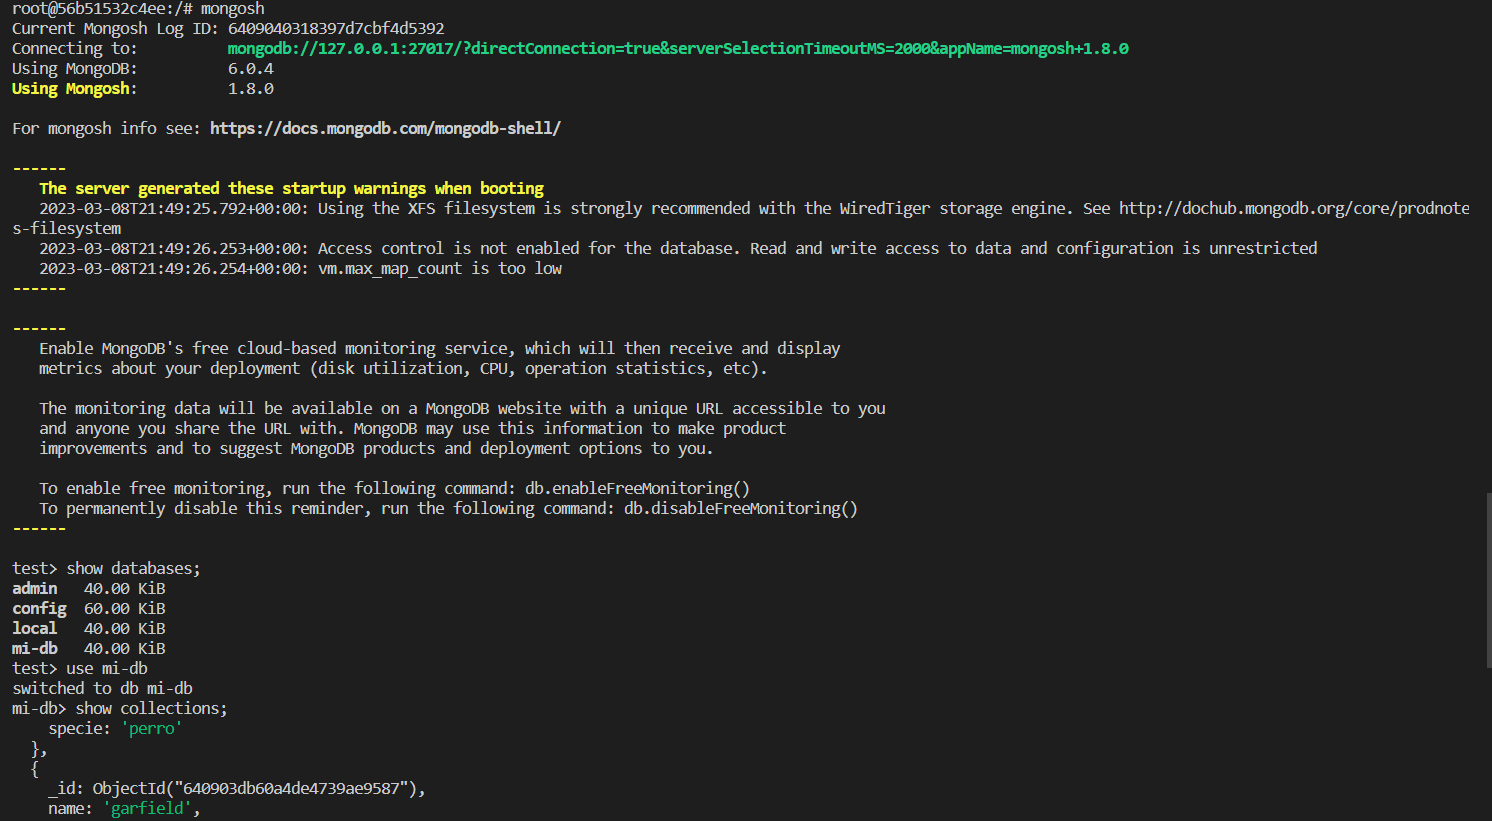 root@56b51532c4ee:/# mongosh
Current Mongosh Log ID: 6409040318397d7cbf4d5392
Connecting to:          mongodb://127.0.0.1:27017/?directConnection=true&serverSelectionTimeoutMS=2000&appName=mongosh+1.8.0
Using MongoDB:          6.0.4
Using Mongosh:          1.8.0
For mongosh info see: https://docs.mongodb.com/mongodb-shell/
------
   The server generated these startup warnings when booting
   2023-03-08T21:49:25.792+00:00: Using the XFS filesystem is strongly recommended with the WiredTiger storage engine. See http://dochub.mongodb.org/core/prodnote
s-filesystem
   2023-03-08T21:49:26.253+00:00: Access control is not enabled for the database. Read and write access to data and configuration is unrestricted
   2023-03-08T21:49:26.254+00:00: vm.max_map_count is too low
------
------
   Enable MongoDB's free cloud-based monitoring service, which will then receive and display
   metrics about your deployment (disk utilization, CPU, operation statistics, etc).
   The monitoring data will be available on a MongoDB website with a unique URL accessible to you
   and anyone you share the URL with. MongoDB may use this information to make product
   improvements and to suggest MongoDB products and deployment options to you.
   To enable free monitoring, run the following command: db.enableFreeMonitoring()
   To permanently disable this reminder, run the following command: db.disableFreeMonitoring()
------
test> show databases;
admin   40.00 KiB
config  60.00 KiB
local   40.00 KiB
mi-db   40.00 KiB
test> use mi-db
switched to db mi-db
mi-db> show collections;
    specie: 'perro'
  },
  {
    _id: ObjectId("640903db60a4de4739ae9587"),
    name: 'garfield',